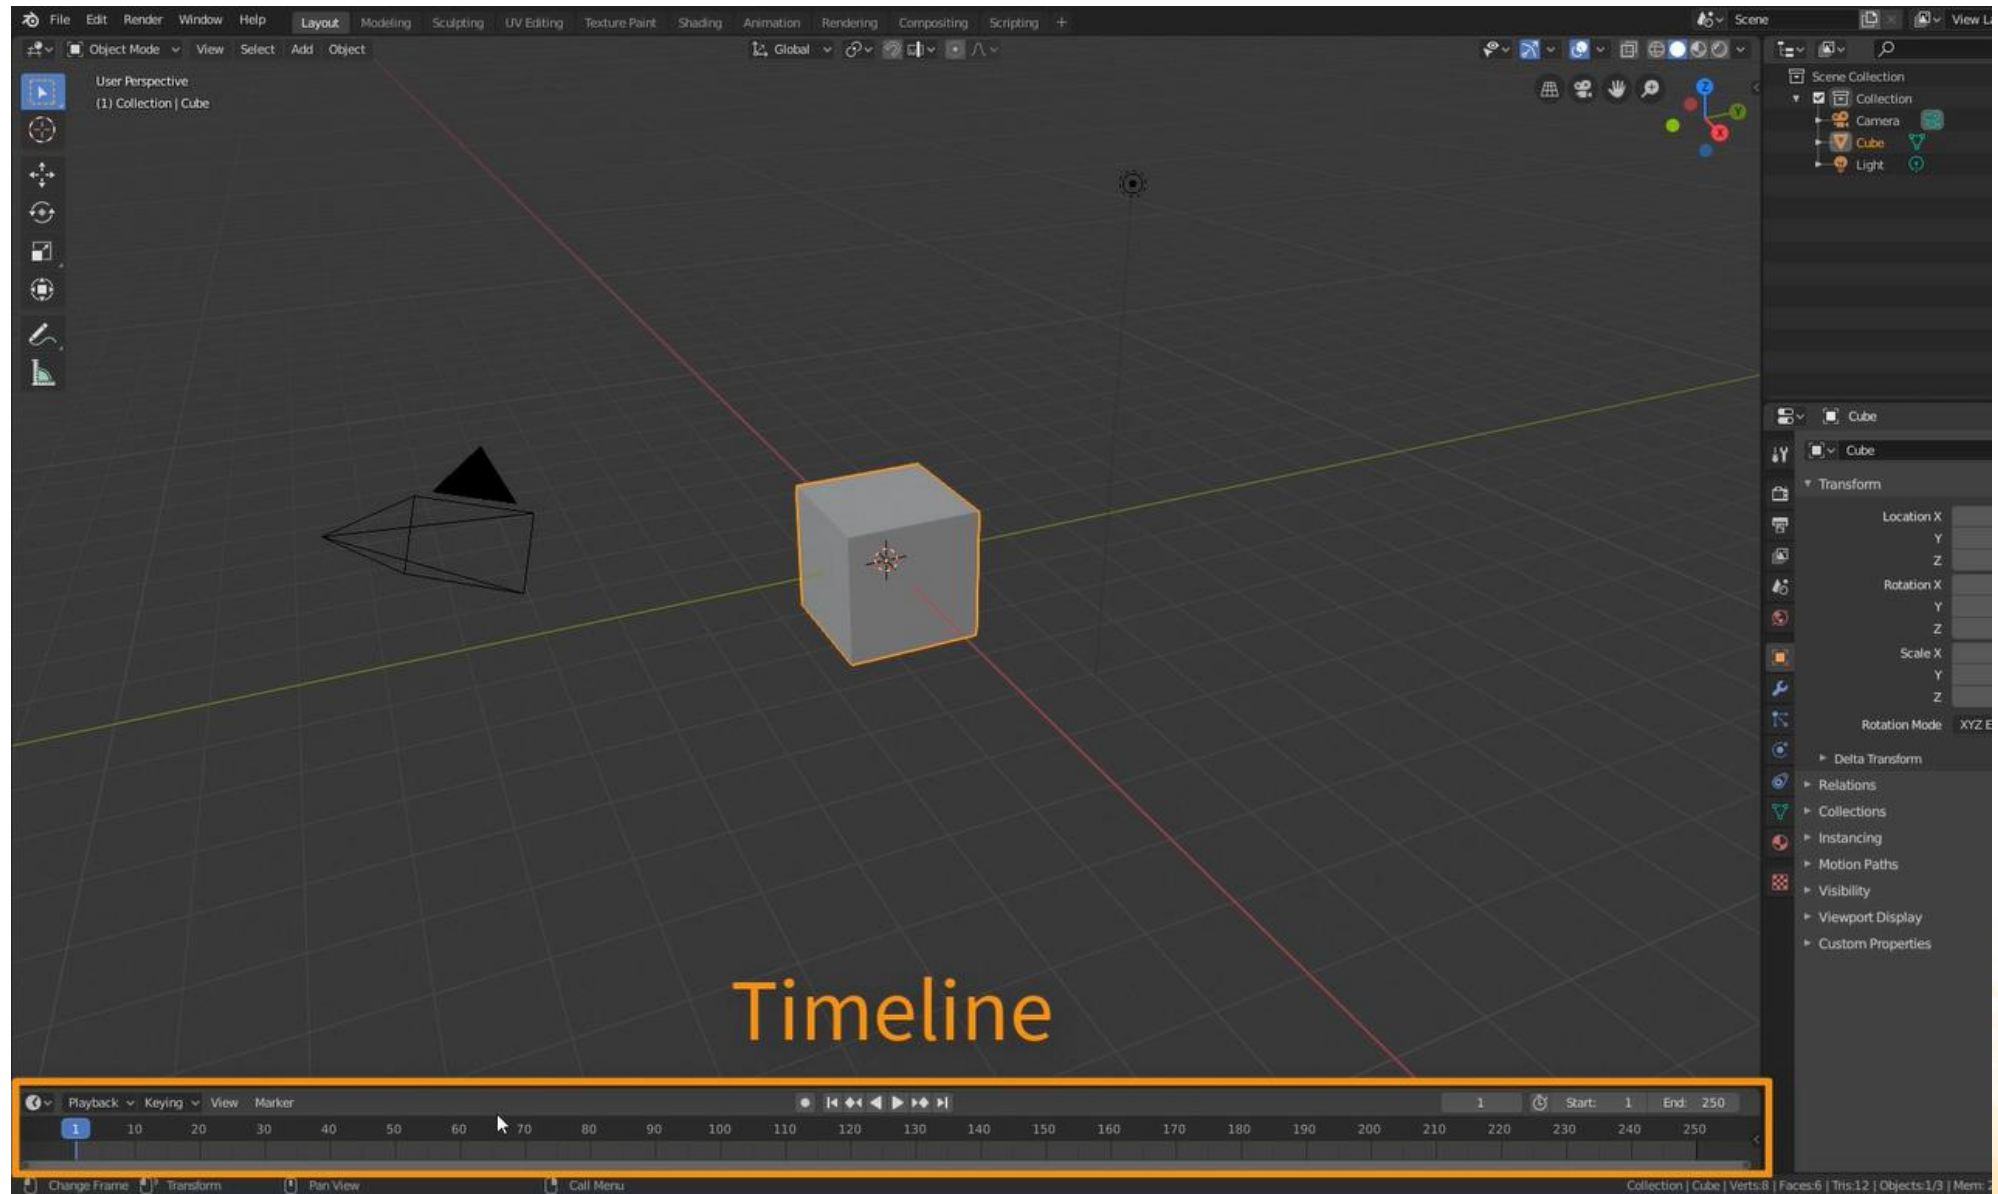 File Edit Render Window Help Layout Modeling Sculpting UV Editing Texture Paint Shading Animation Rendering Compositing Scripting + Scene
Object Mode View Select Add Object Global
User Perspective
(1) Collection | Cube
Z
Y
X
Scene Collection
Collection
Camera
Cube
Light
Cube
Cube
Transform
Location X
Y
Z
Rotation X
Y
Z
Scale X
Y
Z
Rotation Mode XYZ E
Delta Transform
Relations
Collections
Instancing
Motion Paths
Visibility
Viewport Display
Custom Properties
Timeline
Playback Keying View Marker 1 Start: 1 End: 250
1 10 20 30 40 50 60 70 80 90 100 110 120 130 140 150 160 170 180 190 200 210 220 230 240 250
Change Frame Transform Pan View Call Menu Collection | Cube | Verts:8 | Faces:6 | Tris:12 | Objects:1/3 | Mem: